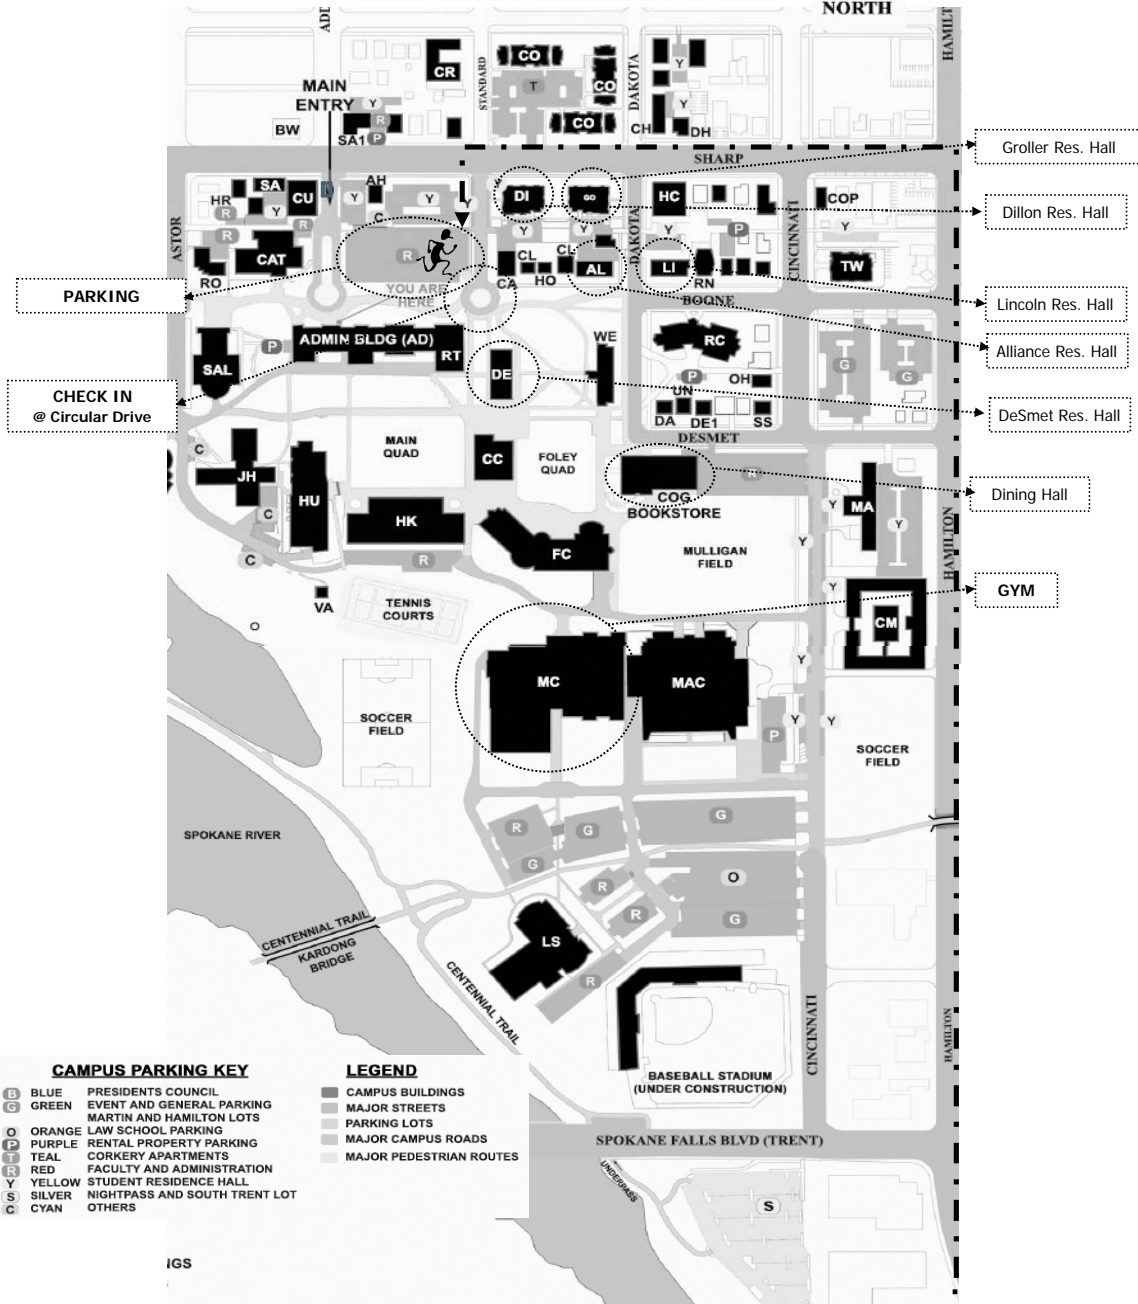 NORTH
ADD
HAMILT
CR
CO
STANDARD
DAKOTA
Y
CO
T
MAIN
ENTRY
Y
Y
BW
R
SA1
P
CO
CH
DH
SHARP
Groller Res. Hall
SA
CU
AH
HR
R
Y
Y
Y
Y
C
DI
GO
HC
COP
Dillon Res. Hall
ASTOR
R
R
CAT
RO
R
YOU ARE
HERE
CA
CL
HO
CL
Y
Y
AL
DAKOTA
Y
LI
RN
P
CINCINNATI
Y
TW
PARKING
BOONE
Lincoln Res. Hall
SAL
P
ADMIN BLDG (AD)
RT
DE
WE
RC
P
UN
OH
G
G
Alliance Res. Hall
CHECK IN
@ Circular Drive
DA
DE1
SS
DESMET
DeSmet Res. Hall
C
JH
C
HU
MAIN
QUAD
CC
FOLEY
QUAD
COG
BOOKSTORE
R
Dining Hall
HK
FC
R
C
VA
MULLIGAN
FIELD
Y
Y
MA
Y
HAMILTON
TENNIS
COURTS
Y
GYM
CM
O
MC
MAC
Y
SOCCER
FIELD
P
Y
Y
SOCCER
FIELD
SPOKANE RIVER
R
G
G
G
R
R
O
G
CENTENNIAL TRAIL
KARDONG
BRIDGE
LS
R
CENTENNIAL TRAIL
CINCINNATI
HAMILTON
BASEBALL STADIUM
(UNDER CONSTRUCTION)
CAMPUS PARKING KEY
B BLUE PRESIDENTS COUNCIL
G GREEN EVENT AND GENERAL PARKING
MARTIN AND HAMILTON LOTS
O ORANGE LAW SCHOOL PARKING
P PURPLE RENTAL PROPERTY PARKING
T TEAL CORKERY APARTMENTS
R RED FACULTY AND ADMINISTRATION
Y YELLOW STUDENT RESIDENCE HALL
S SILVER NIGHTPASS AND SOUTH TRENT LOT
C CYAN OTHERS
LEGEND
CAMPUS BUILDINGS
MAJOR STREETS
PARKING LOTS
MAJOR CAMPUS ROADS
MAJOR PEDESTRIAN ROUTES
SPOKANE FALLS BLVD (TRENT)
UNDERPASS
S
NGS